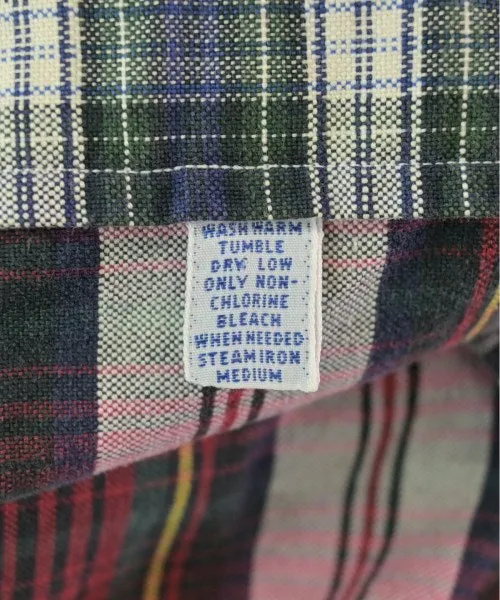 WASH WARM
TUMBLE
DRY LOW
ONLY NON-
CHLORINE
BLEACH
WHEN NEEDED
STEAM IRON
MEDIUM